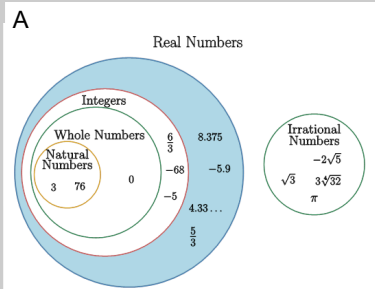 A
Real Numbers
Integers
Whole Numbers
Natural
Numbers
3 76
0
6/3
-68
-5
8.375
-5.9
4.33...
5/3
Irrational
Numbers
-2√5
√3 3∜32
π